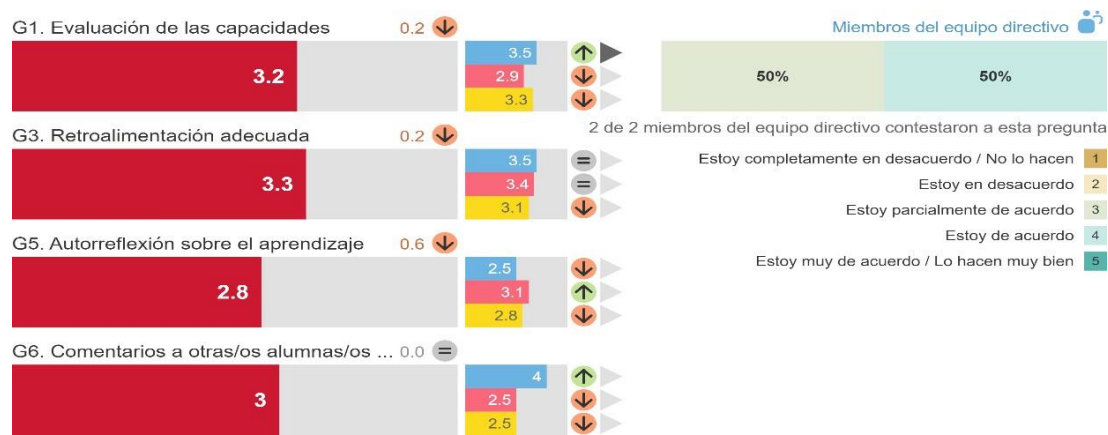 G1. Evaluación de las capacidades 0.2
3.2
3.5
2.9
3.3
G3. Retroalimentación adecuada 0.2
3.3
3.5
3.4
3.1
G5. Autorreflexión sobre el aprendizaje 0.6
2.8
2.5
3.1
2.8
G6. Comentarios a otras/os alumnas/os ... 0.0
3
4
2.5
2.5
Miembros del equipo directivo
50% 50%
2 de 2 miembros del equipo directivo contestaron a esta pregunta
Estoy completamente en desacuerdo / No lo hacen 1
Estoy en desacuerdo 2
Estoy parcialmente de acuerdo 3
Estoy de acuerdo 4
Estoy muy de acuerdo / Lo hacen muy bien 5